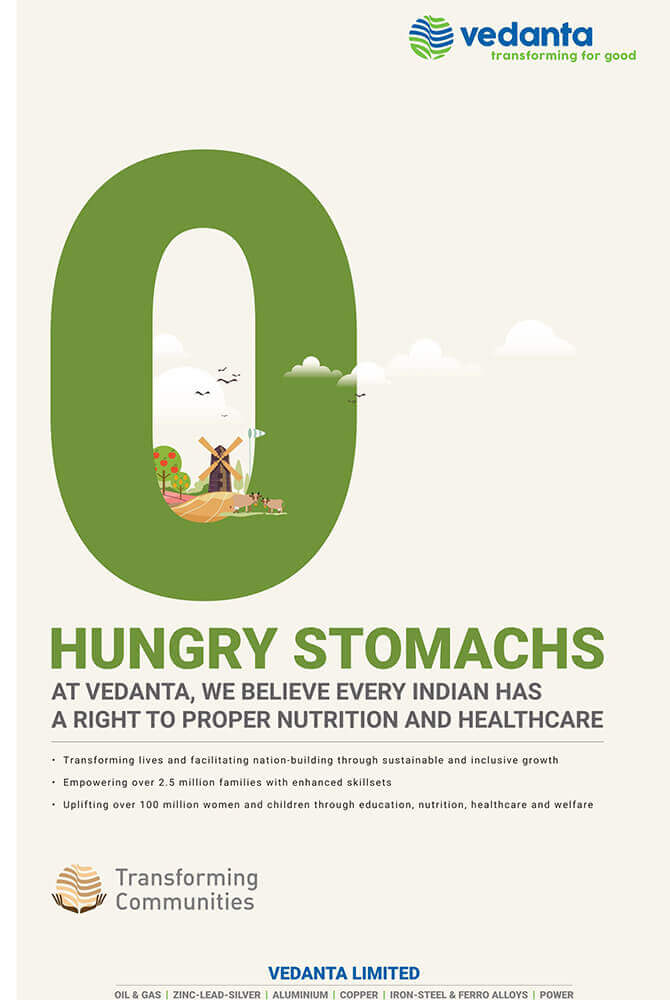 vedanta
transforming for good
0
HUNGRY STOMACHS
AT VEDANTA, WE BELIEVE EVERY INDIAN HAS
A RIGHT TO PROPER NUTRITION AND HEALTHCARE
• Transforming lives and facilitating nation-building through sustainable and inclusive growth
• Empowering over 2.5 million families with enhanced skillsets
• Uplifting over 100 million women and children through education, nutrition, healthcare and welfare
Transforming
Communities
VEDANTA LIMITED
OIL & GAS | ZINC-LEAD-SILVER | ALUMINIUM | COPPER | IRON-STEEL & FERRO ALLOYS | POWER